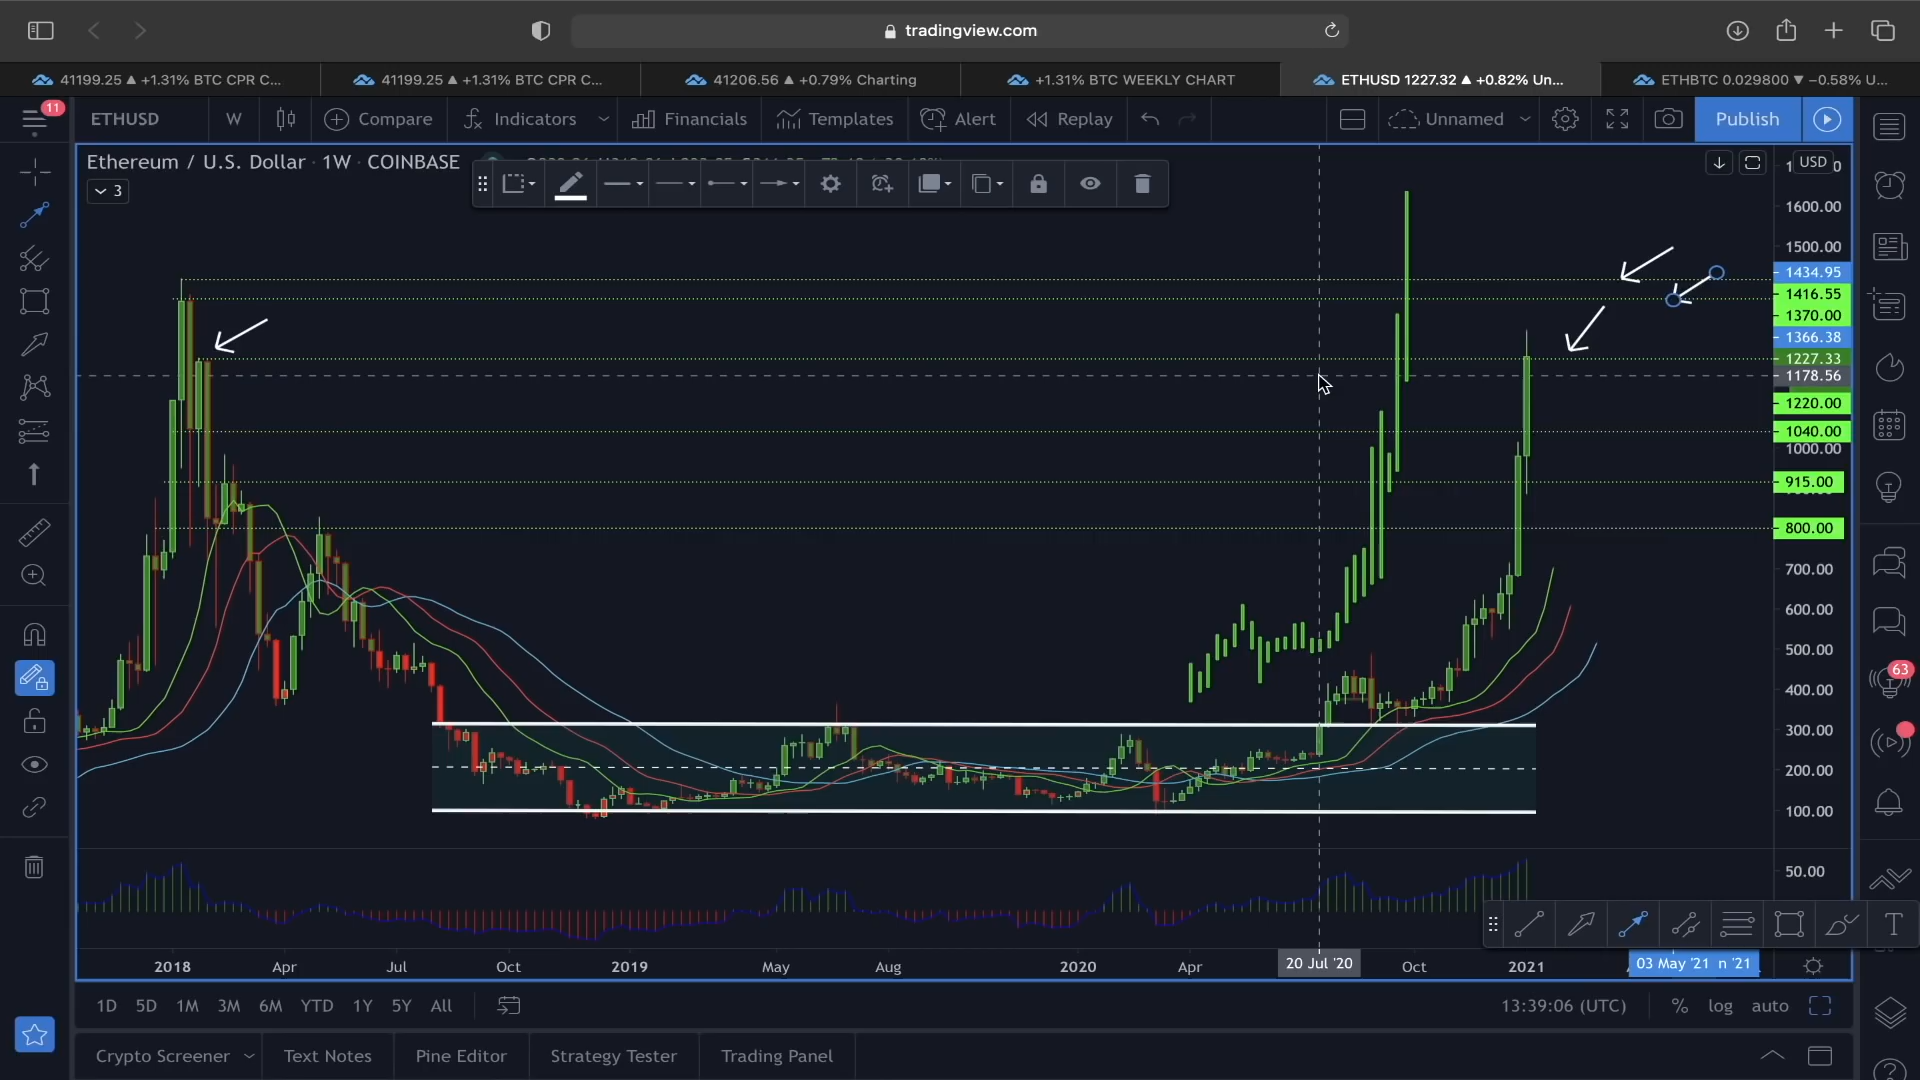 tradingview.com
41199.25 ▲ +1.31% BTC CPR C...
41199.25 ▲ +1.31% BTC CPR C...
41206.56 ▲ +0.79% Charting
+1.31% BTC WEEKLY CHART
ETHUSD 1227.32 ▲ +0.82% Un...
ETHBTC 0.029800 ▼ −0.58% U...
11
ETHUSD W Compare Indicators Financials Templates Alert Replay Unnamed Publish
Ethereum / U.S. Dollar · 1W · COINBASE
3
USD
1600.00
1500.00
1434.95
1416.55
1370.00
1366.38
1227.33
1178.56
1220.00
1040.00
1000.00
915.00
800.00
700.00
600.00
500.00
400.00
300.00
200.00
100.00
50.00
63
2018 Apr Jul Oct 2019 May Aug 2020 Apr 20 Jul '20 Oct 2021 03 May '21 n '21
1D 5D 1M 3M 6M YTD 1Y 5Y All 13:39:06 (UTC) % log auto
Crypto Screener Text Notes Pine Editor Strategy Tester Trading Panel